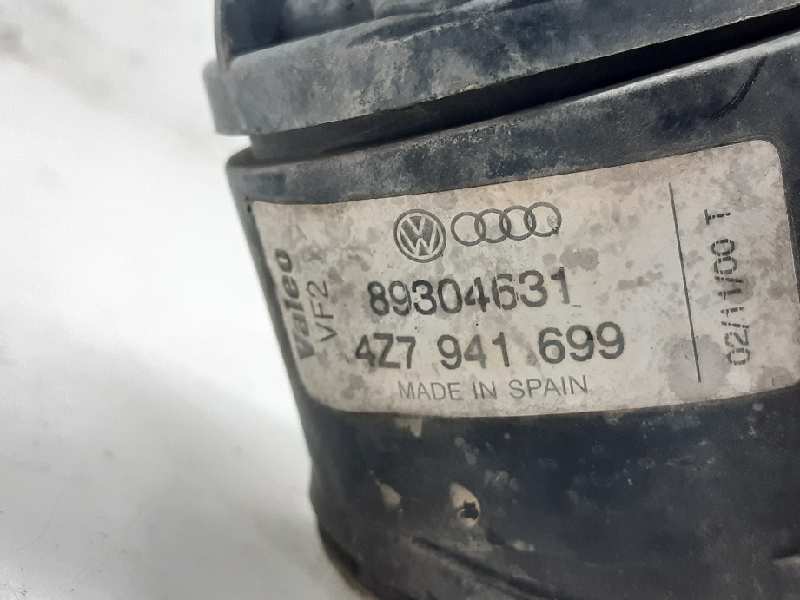 Valeo
VF2
89304631
4Z7 941 699
MADE IN SPAIN
02/11/00 T